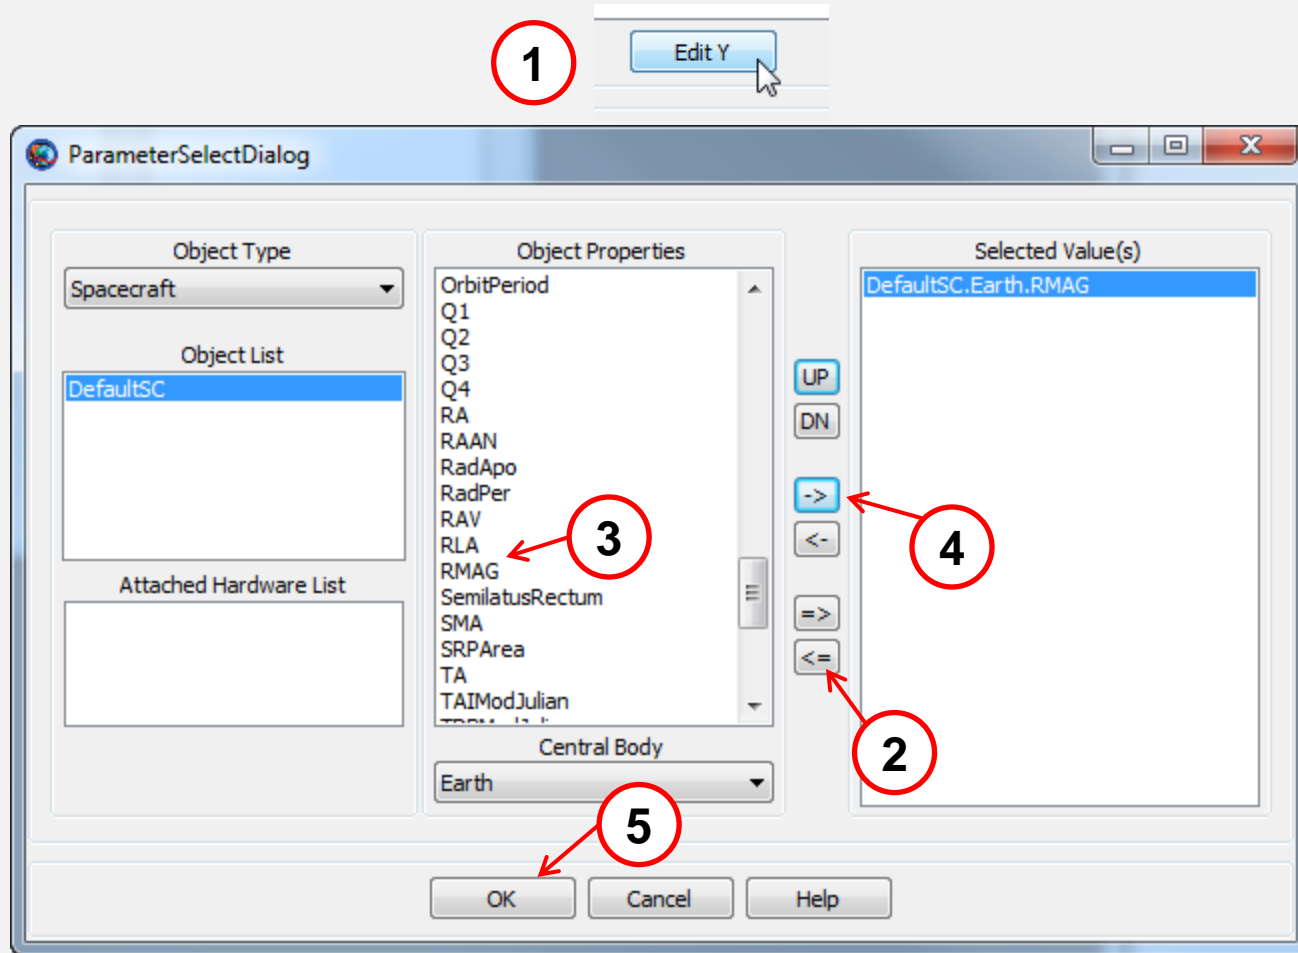 1
Edit Y
ParameterSelectDialog
Object Type
Spacecraft
Object List
DefaultSC
Attached Hardware List
Object Properties
OrbitPeriod
Q1
Q2
Q3
Q4
RA
RAAN
RadApo
RadPer
RAV
RLA
RMAG
SemilatusRectum
SMA
SRPArea
TA
TAIModJulian
3
Central Body
Earth
UP
DN
->
<-
=>
<=
4
2
Selected Value(s)
DefaultSC.Earth.RMAG
5
OK
Cancel
Help